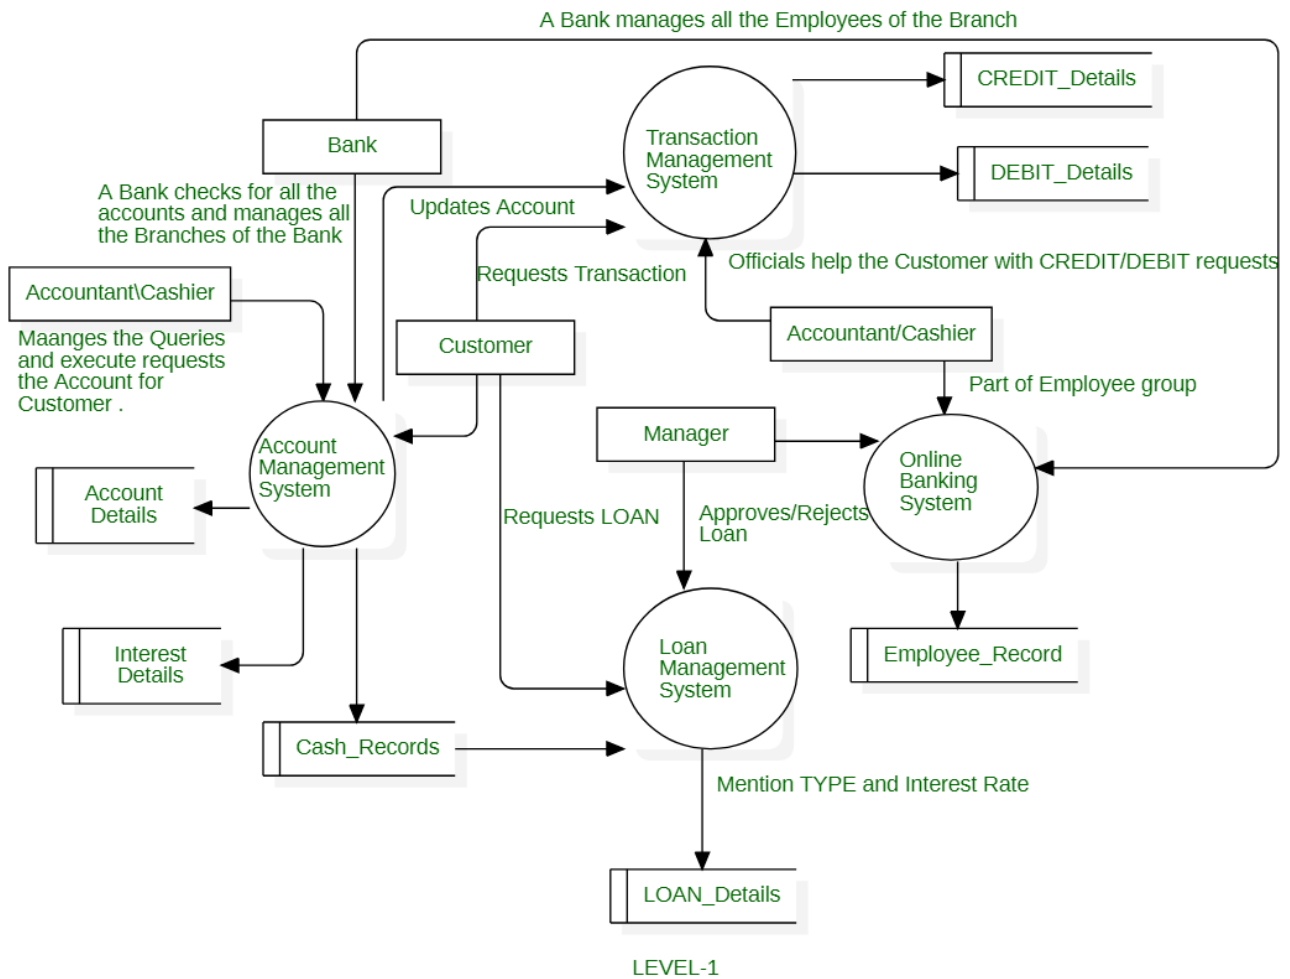 A Bank manages all the Employees of the Branch
CREDIT_Details
Bank
Transaction
Management
System
DEBIT_Details
A Bank checks for all the
accounts and manages all
the Branches of the Bank
Updates Account
Requests Transaction
Officials help the Customer with CREDIT/DEBIT requests
Accountant\Cashier
Maanges the Queries
and execute requests
the Account for
Customer .
Customer
Accountant/Cashier
Part of Employee group
Manager
Account
Management
System
Online
Banking
System
Account
Details
Requests LOAN
Approves/Rejects
Loan
Interest
Details
Loan
Management
System
Employee_Record
Cash_Records
Mention TYPE and Interest Rate
LOAN_Details
LEVEL-1